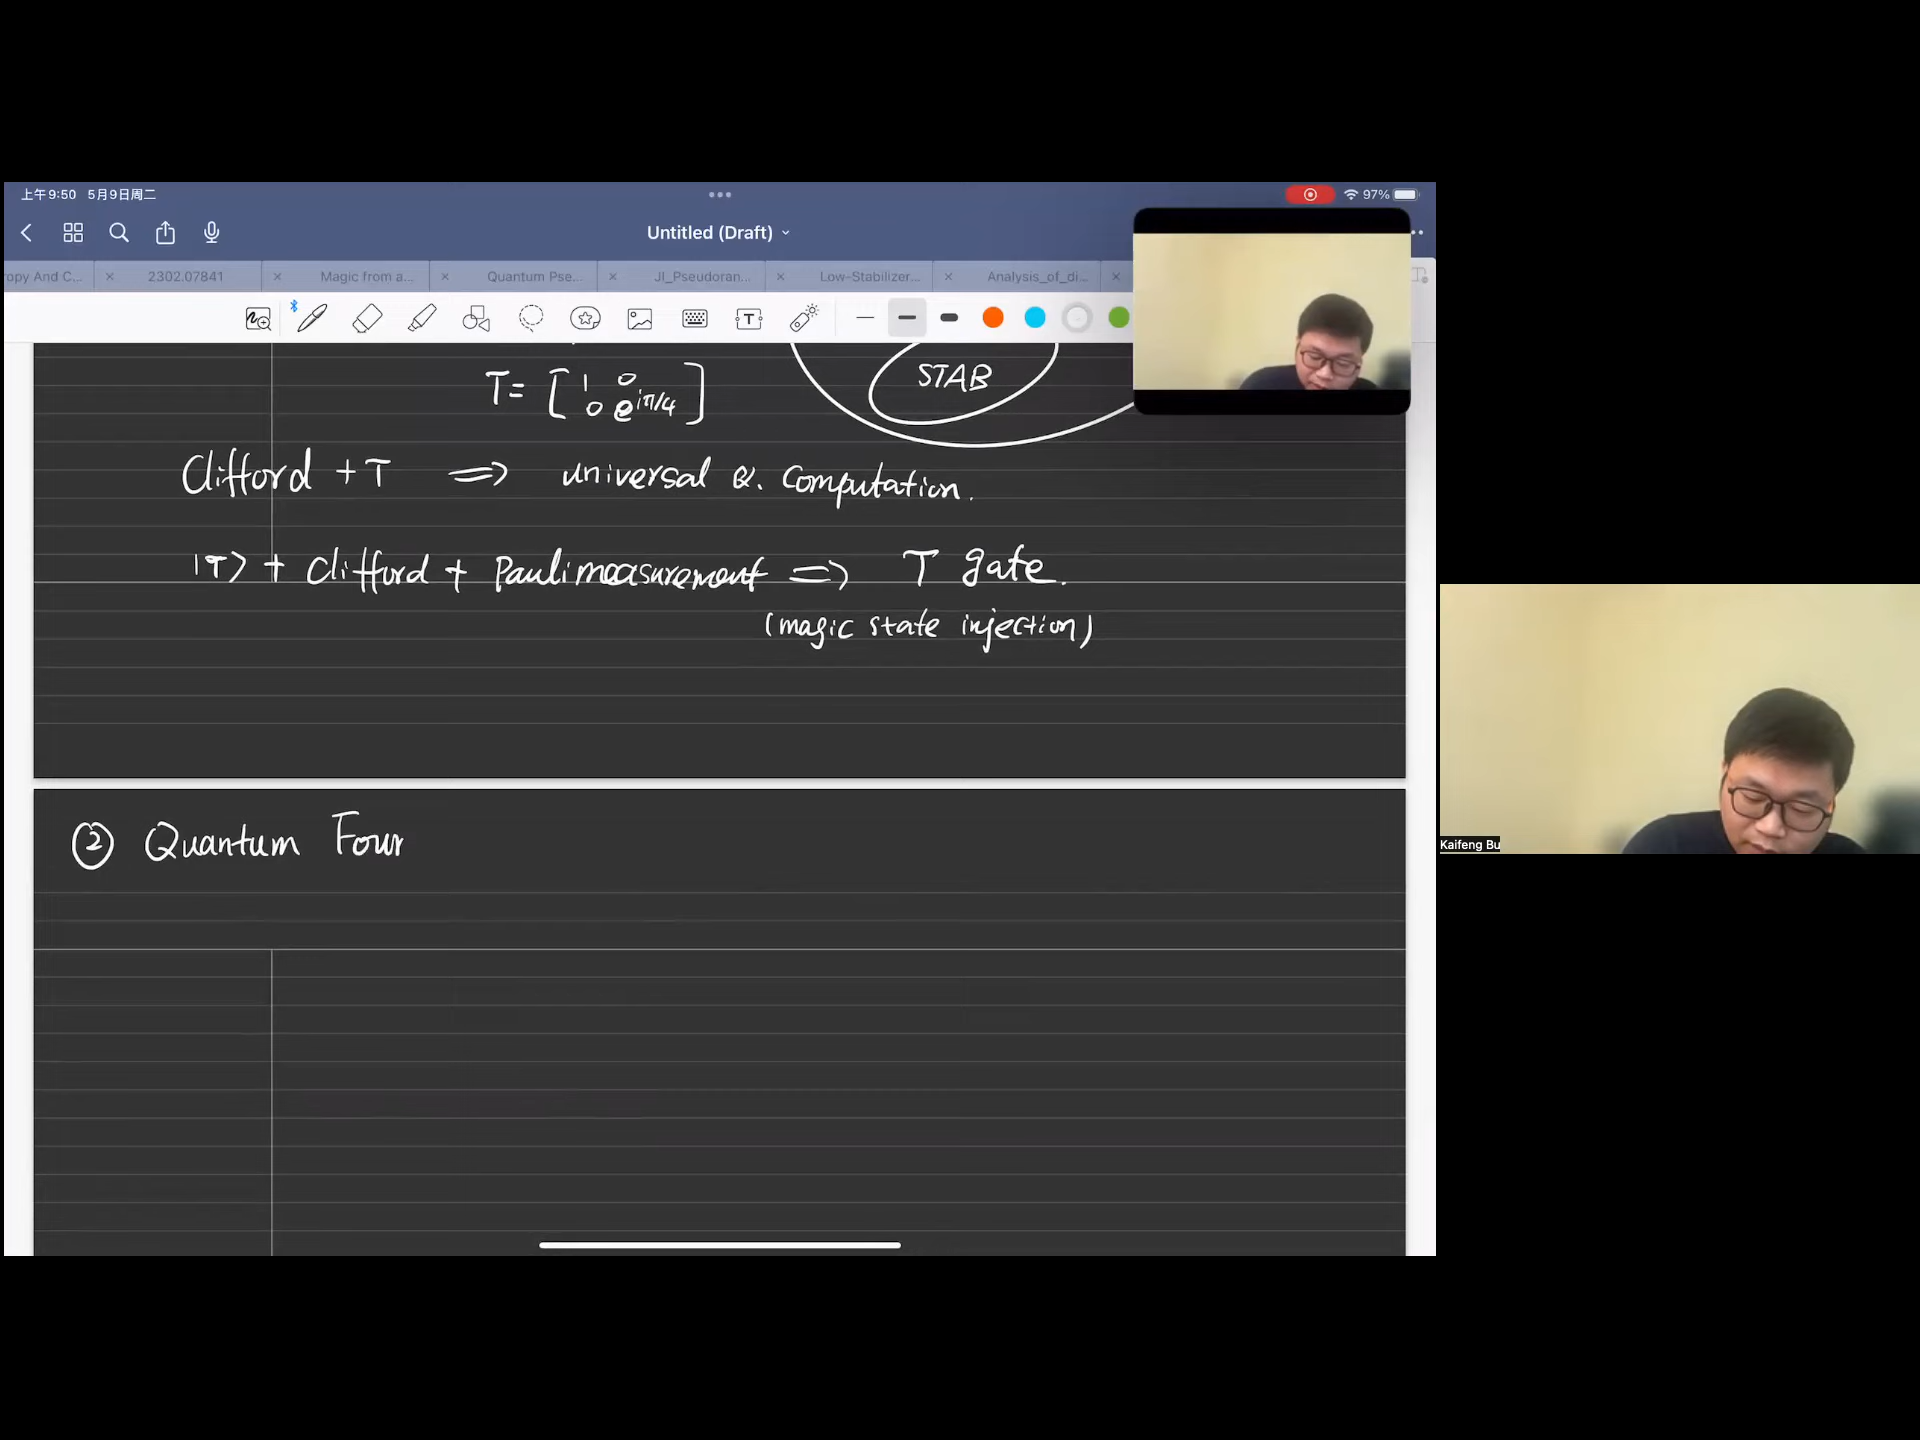 上午9:50 5月9日周二
97%
Untitled (Draft)
opy And C...
2302.07841
Magic from a...
Quantum Pse...
JI_Pseudoran...
Low-Stabilizer...
Analysis_of_di...
T= [ 1 0
0 e^{iπ/4} ]
STAB
Clifford + T ⟹ universal Q. Computation.
|T⟩ + Clifford + Pauli measurement ⟹ T gate.
(magic state injection)
② Quantum Four
Kaifeng Bu